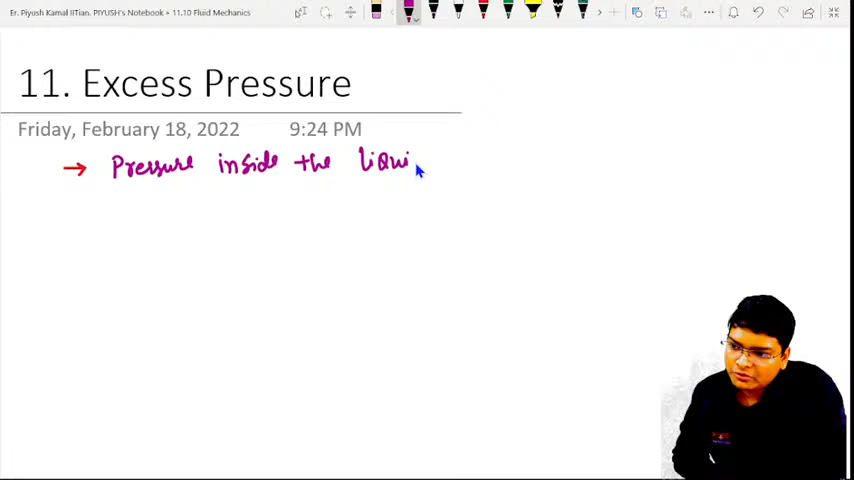 Er. Piyush Kamal IITian. PIYUSH's Notebook » 11.10 Fluid Mechanics
11. Excess Pressure
Friday, February 18, 2022 9:24 PM
→ Pressure inside the liqui